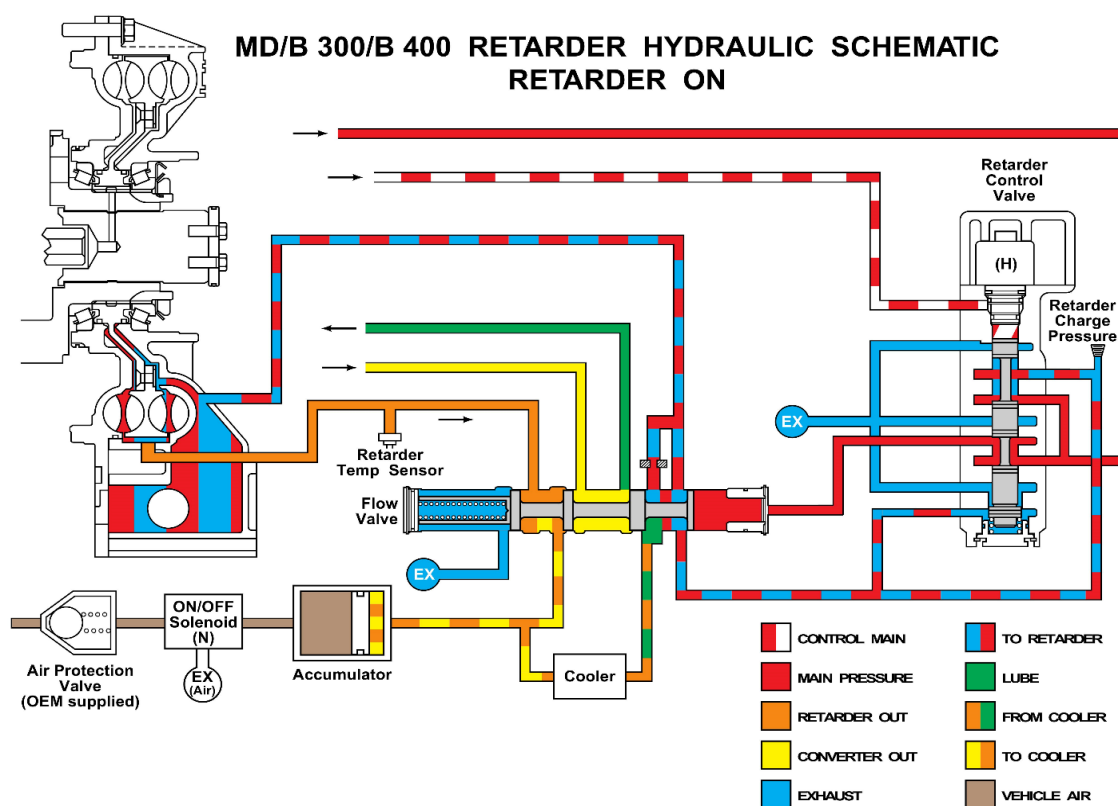 MD/B 300/B 400 RETARDER HYDRAULIC SCHEMATIC
RETARDER ON
Retarder
Control
Valve
(H)
Retarder
Charge
Pressure
EX
Retarder
Temp Sensor
Flow
Valve
EX
ON/OFF
Solenoid
(N)
EX
(Air)
Air Protection
Valve
(OEM supplied)
Accumulator
Cooler
CONTROL MAIN
MAIN PRESSURE
RETARDER OUT
CONVERTER OUT
EXHAUST
TO RETARDER
LUBE
FROM COOLER
TO COOLER
VEHICLE AIR